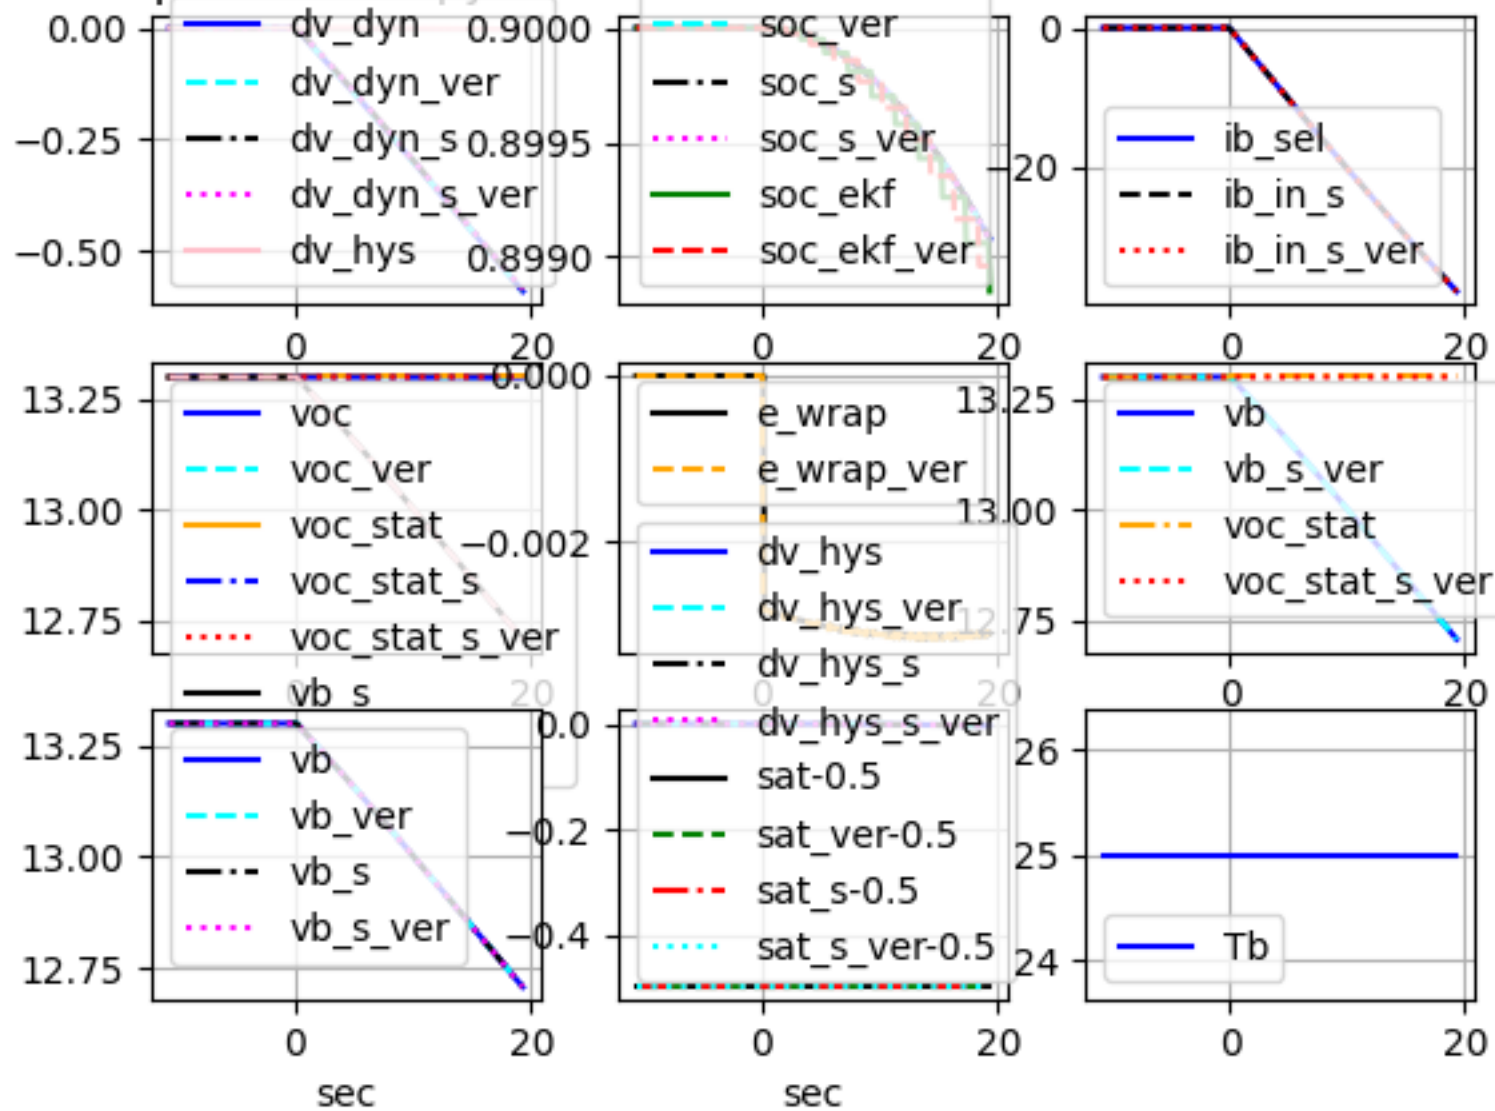 0.00
−0.25
−0.50
dv_dyn
dv_dyn_ver
dv_dyn_s
dv_dyn_s_ver
dv_hys
0 20
0.9000
0.8995
0.8990
soc_ver
soc_s
soc_s_ver
soc_ekf
soc_ekf_ver
0 20
0
20
ib_sel
ib_in_s
ib_in_s_ver
0 20
13.25
13.00
12.75
voc
voc_ver
voc_stat
voc_stat_s
voc_stat_s_ver
vb_s
20
0.000
−0.002
e_wrap
e_wrap_ver
dv_hys
dv_hys_ver
dv_hys_s
dv_hys_s_ver
sat-0.5
sat_ver-0.5
sat_s-0.5
sat_s_ver-0.5
0 20
13.25
13.00
12.75
vb
vb_s_ver
voc_stat
voc_stat_s_ver
0 20
13.25
13.00
12.75
vb
vb_ver
vb_s
vb_s_ver
0 20
sec
0.0
−0.2
−0.4
0 20
sec
26
25
24
Tb
0 20